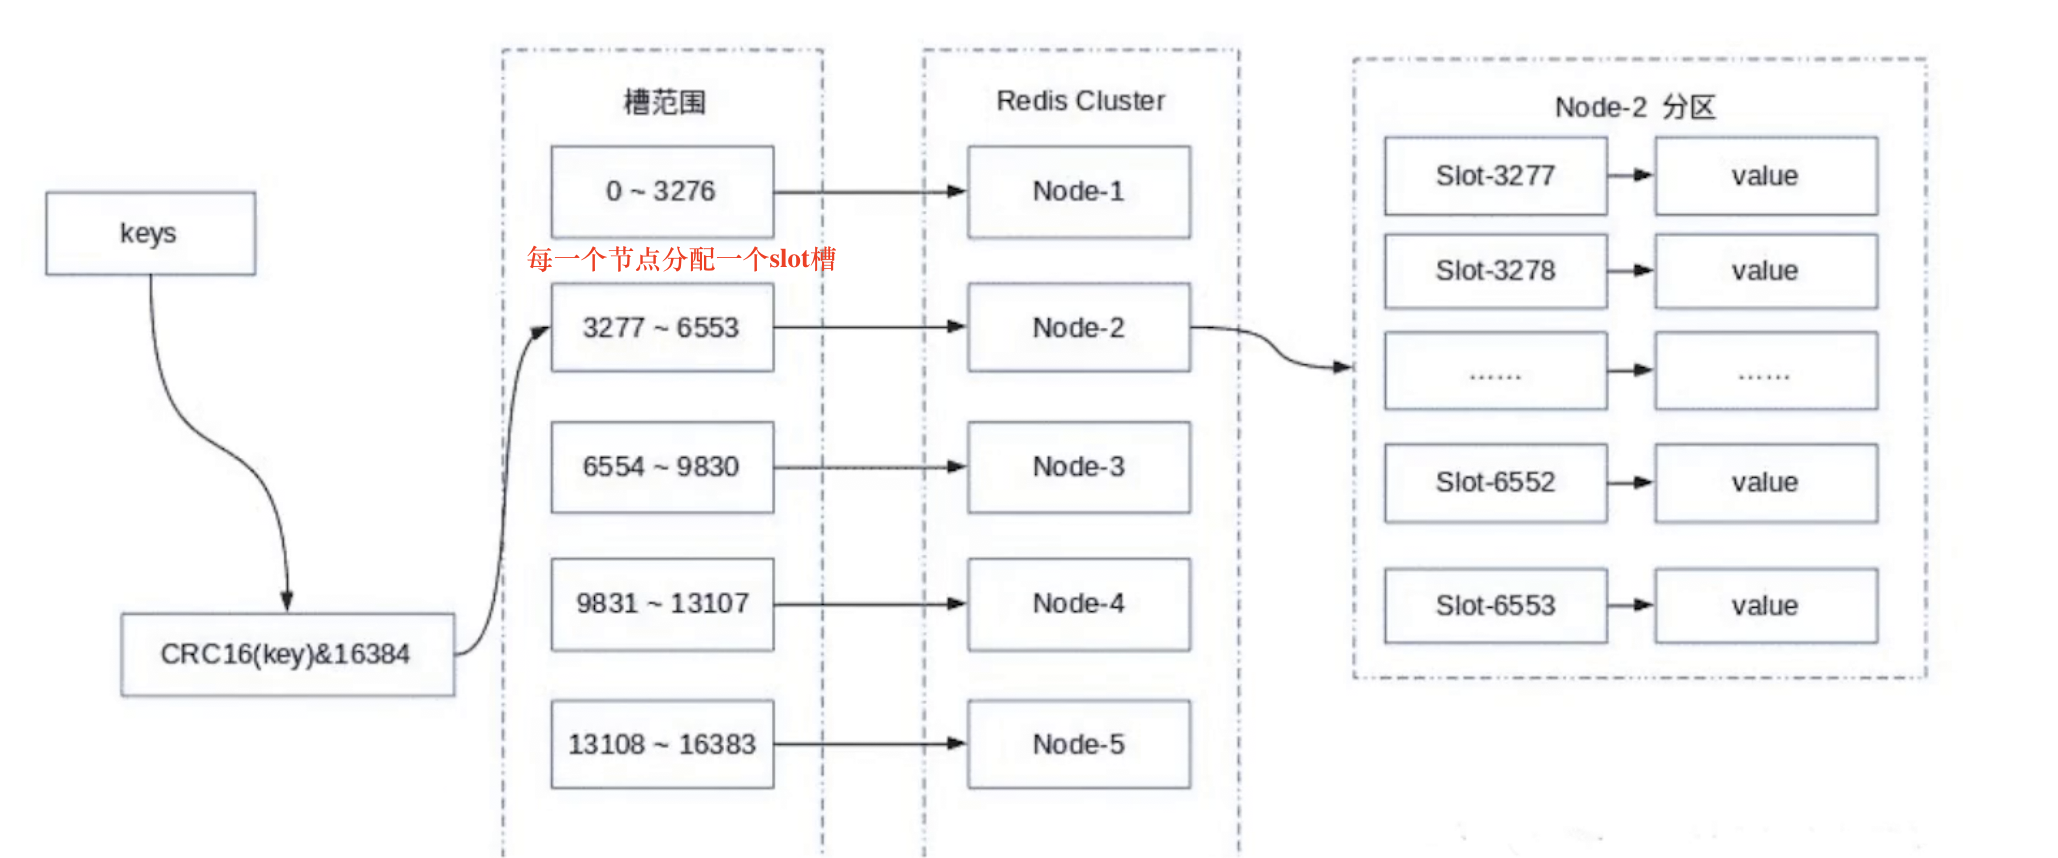 keys
CRC16(key)&16384
槽范围
0 ~ 3276
每一个节点分配一个slot槽
3277 ~ 6553
6554 ~ 9830
9831 ~ 13107
13108 ~ 16383
Redis Cluster
Node-1
Node-2
Node-3
Node-4
Node-5
Node-2 分区
Slot-3277
value
Slot-3278
value
......
......
Slot-6552
value
Slot-6553
value